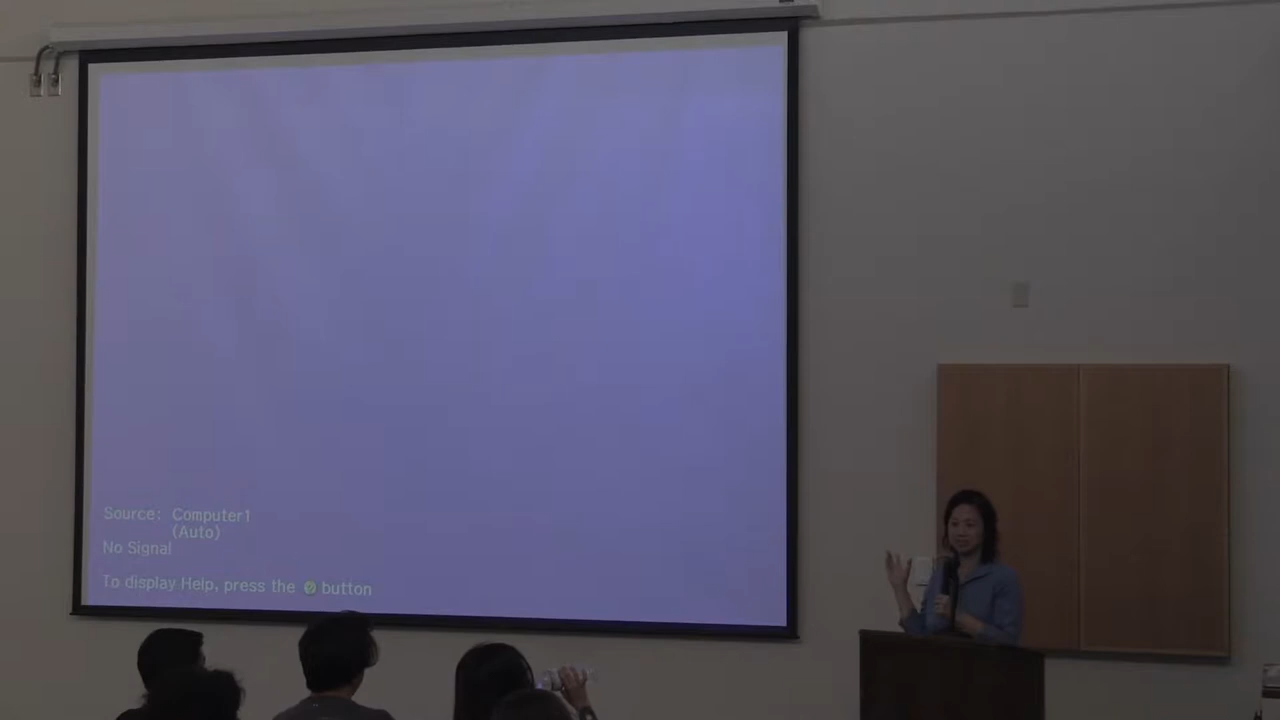 Source: Computer1
(Auto)
No Signal
To display Help, press the button